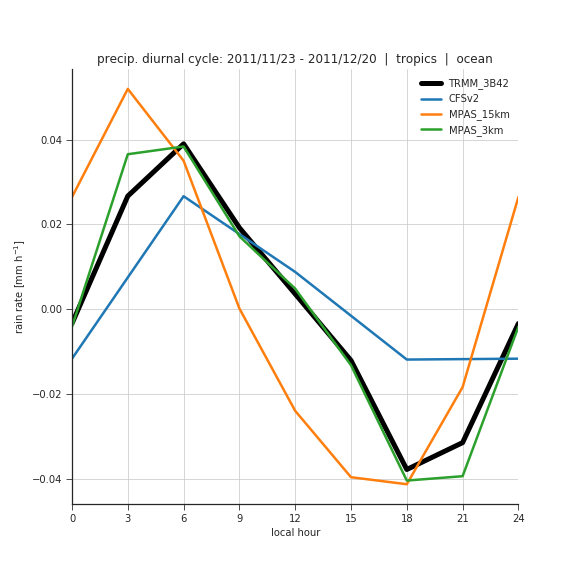 precip. diurnal cycle: 2011/11/23 - 2011/12/20 | tropics | ocean
TRMM_3B42
CFSv2
MPAS_15km
MPAS_3km
rain rate [mm h⁻¹]
0.04
0.02
0.00
−0.02
−0.04
0 3 6 9 12 15 18 21 24
local hour